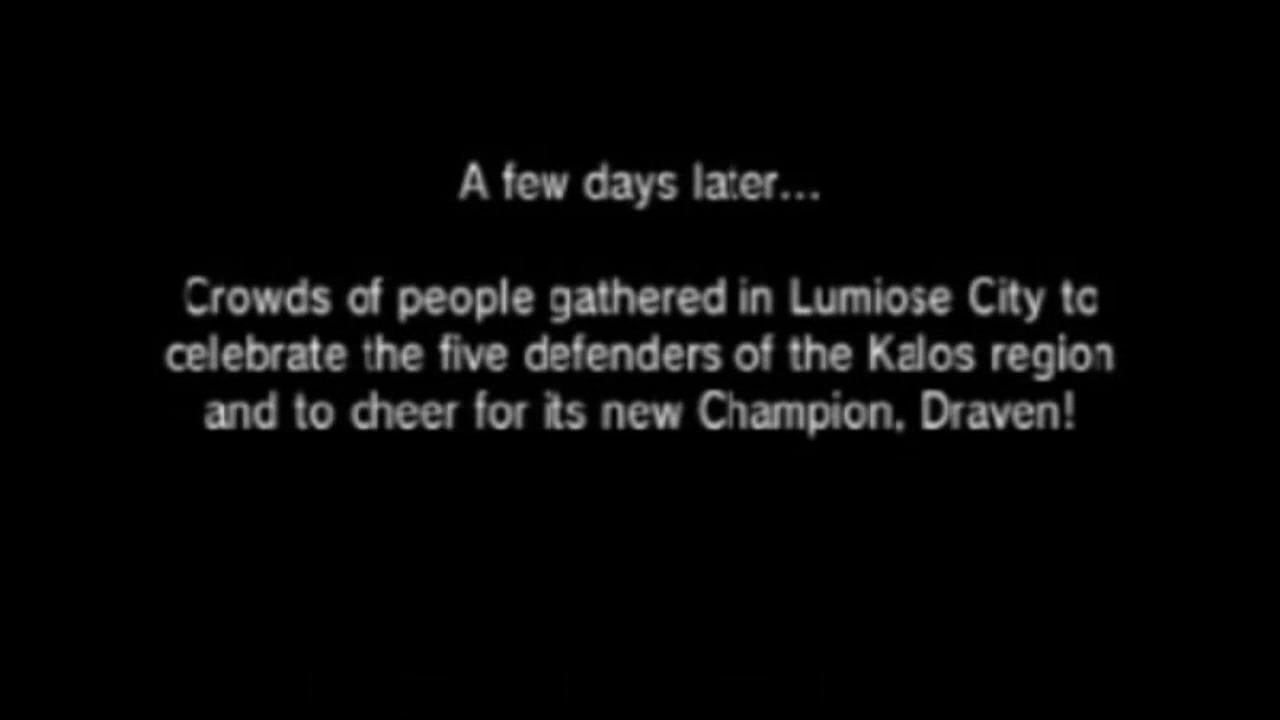 A few days later...
Crowds of people gathered in Lumiose City to
celebrate the five defenders of the Kalos region
and to cheer for its new Champion, Draven!